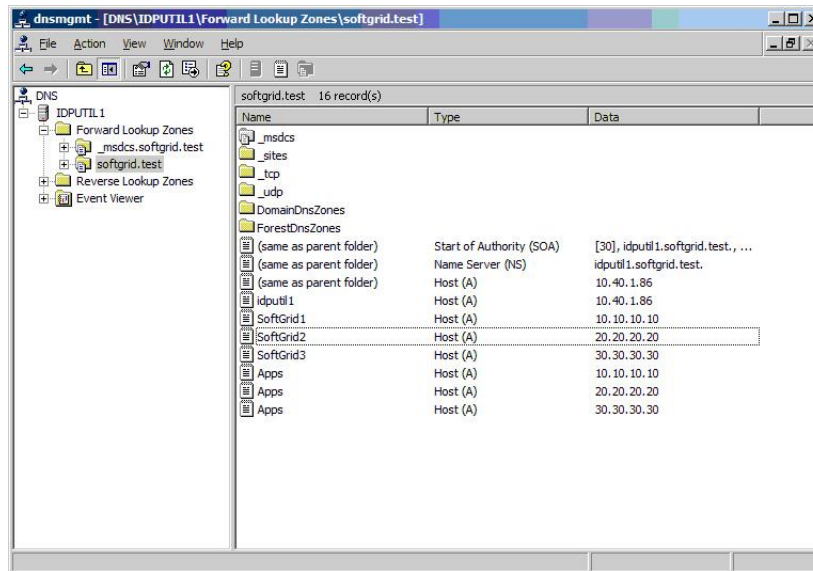 dnsmgmt - [DNS\IDPUTIL1\Forward Lookup Zones\softgrid.test]
File Action View Window Help
DNS
IDPUTIL1
Forward Lookup Zones
_msdcs.softgrid.test
softgrid.test
Reverse Lookup Zones
Event Viewer
softgrid.test 16 record(s)
Name Type Data
_msdcs
_sites
_tcp
_udp
DomainDnsZones
ForestDnsZones
(same as parent folder) Start of Authority (SOA) [30], idputil1.softgrid.test., ...
(same as parent folder) Name Server (NS) idputil1.softgrid.test.
(same as parent folder) Host (A) 10.40.1.86
idputil1 Host (A) 10.40.1.86
SoftGrid1 Host (A) 10.10.10.10
SoftGrid2 Host (A) 20.20.20.20
SoftGrid3 Host (A) 30.30.30.30
Apps Host (A) 10.10.10.10
Apps Host (A) 20.20.20.20
Apps Host (A) 30.30.30.30